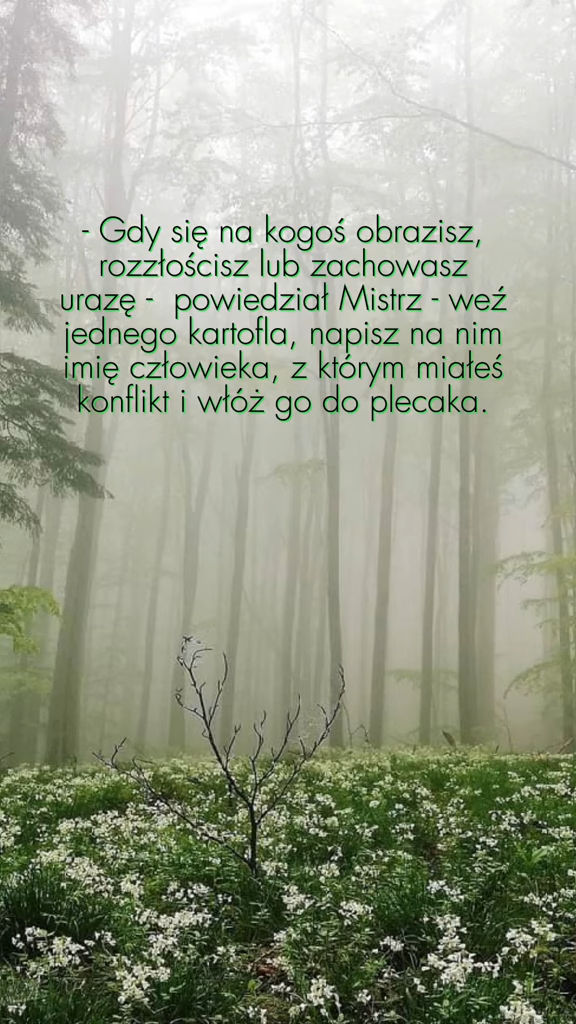 - Gdy się na kogoś obrazisz,
rozzłościsz lub zachowasz
urazę -  powiedział Mistrz - weź
jednego kartofla, napisz na nim
imię człowieka, z którym miałeś
konflikt i włóż go do plecaka.